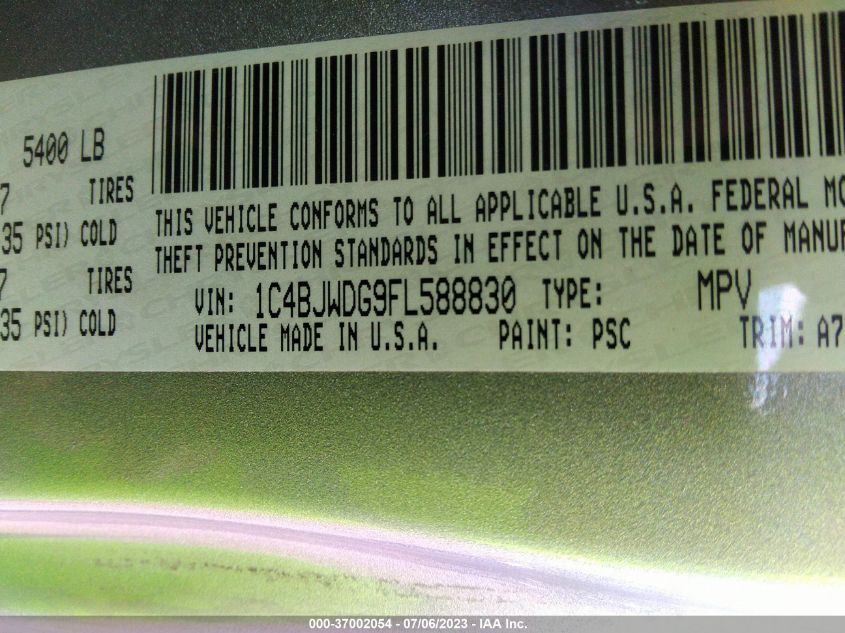 5400 LB
7 TIRES
35 PSI) COLD
7 TIRES
35 PSI) COLD
THIS VEHICLE CONFORMS TO ALL APPLICABLE U.S.A. FEDERAL MO
THEFT PREVENTION STANDARDS IN EFFECT ON THE DATE OF MANUF
VIN: 1C4BJWDG9FL588830 TYPE: MPV
VEHICLE MADE IN U.S.A. PAINT: PSC TRIM: A7
000-37002054 - 07/06/2023 - IAA Inc.